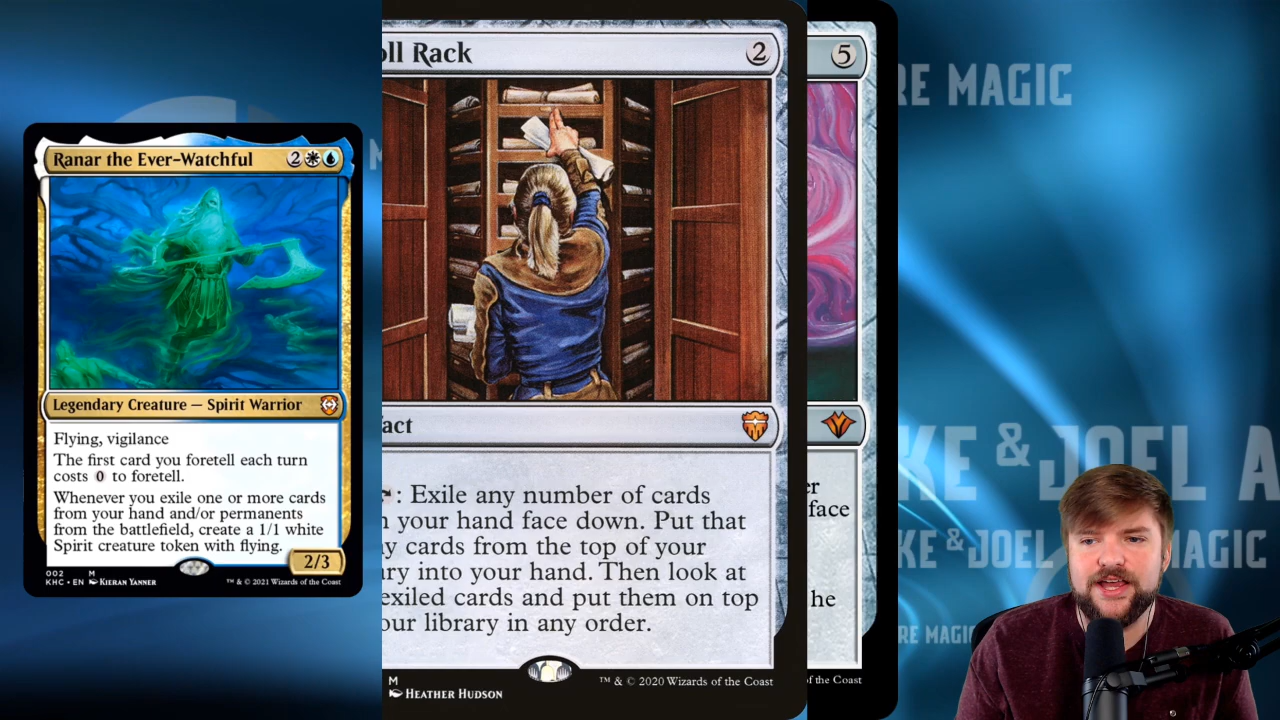 Ranar the Ever-Watchful 2
Legendary Creature — Spirit Warrior
Flying, vigilance
The first card you foretell each turn
costs 0 to foretell.
Whenever you exile one or more cards
from your hand and/or permanents
from the battlefield, create a 1/1 white
Spirit creature token with flying.
2/3
002 M
KHC • EN KIERAN YANNER ™ & © 2021 Wizards of the Coast
oll Rack 2
act
: Exile any number of cards
your hand face down. Put that
y cards from the top of your
ry into your hand. Then look at
exiled cards and put them on top
our library in any order.
M
HEATHER HUDSON ™ & © 2020 Wizards of the Coast
5
er
face
he
of the Coast
RE MAGIC
KE & JOEL A
KE & JOEL MAGIC
RE MAGIC